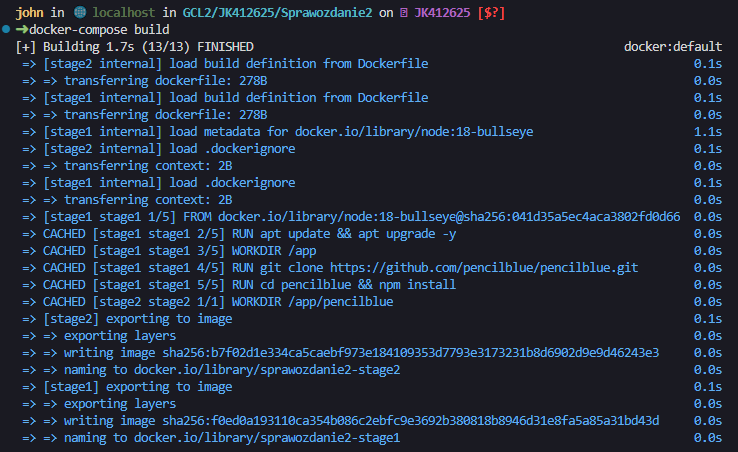 john in 🌐 localhost in GCL2/JK412625/Sprawozdanie2 on JK412625 [$?]
➜docker-compose build
[+] Building 1.7s (13/13) FINISHED docker:default
=> [stage2 internal] load build definition from Dockerfile 0.1s
=> => transferring dockerfile: 278B 0.0s
=> [stage1 internal] load build definition from Dockerfile 0.1s
=> => transferring dockerfile: 278B 0.0s
=> [stage1 internal] load metadata for docker.io/library/node:18-bullseye 1.1s
=> [stage2 internal] load .dockerignore 0.1s
=> => transferring context: 2B 0.0s
=> [stage1 internal] load .dockerignore 0.1s
=> => transferring context: 2B 0.0s
=> [stage1 stage1 1/5] FROM docker.io/library/node:18-bullseye@sha256:041d35a5ec4aca3802fd0d66 0.0s
=> CACHED [stage1 stage1 2/5] RUN apt update && apt upgrade -y 0.0s
=> CACHED [stage1 stage1 3/5] WORKDIR /app 0.0s
=> CACHED [stage1 stage1 4/5] RUN git clone https://github.com/pencilblue/pencilblue.git 0.0s
=> CACHED [stage1 stage1 5/5] RUN cd pencilblue && npm install 0.0s
=> CACHED [stage2 stage2 1/1] WORKDIR /app/pencilblue 0.0s
=> [stage2] exporting to image 0.1s
=> => exporting layers 0.0s
=> => writing image sha256:b7f02d1e334ca5caebf973e184109353d7793e3173231b8d6902d9e9d46243e3 0.0s
=> => naming to docker.io/library/sprawozdanie2-stage2 0.0s
=> [stage1] exporting to image 0.1s
=> => exporting layers 0.0s
=> => writing image sha256:f0ed0a193110ca354b086c2ebfc9e3692b380818b8946d31e8fa5a85a31bd43d 0.0s
=> => naming to docker.io/library/sprawozdanie2-stage1 0.0s